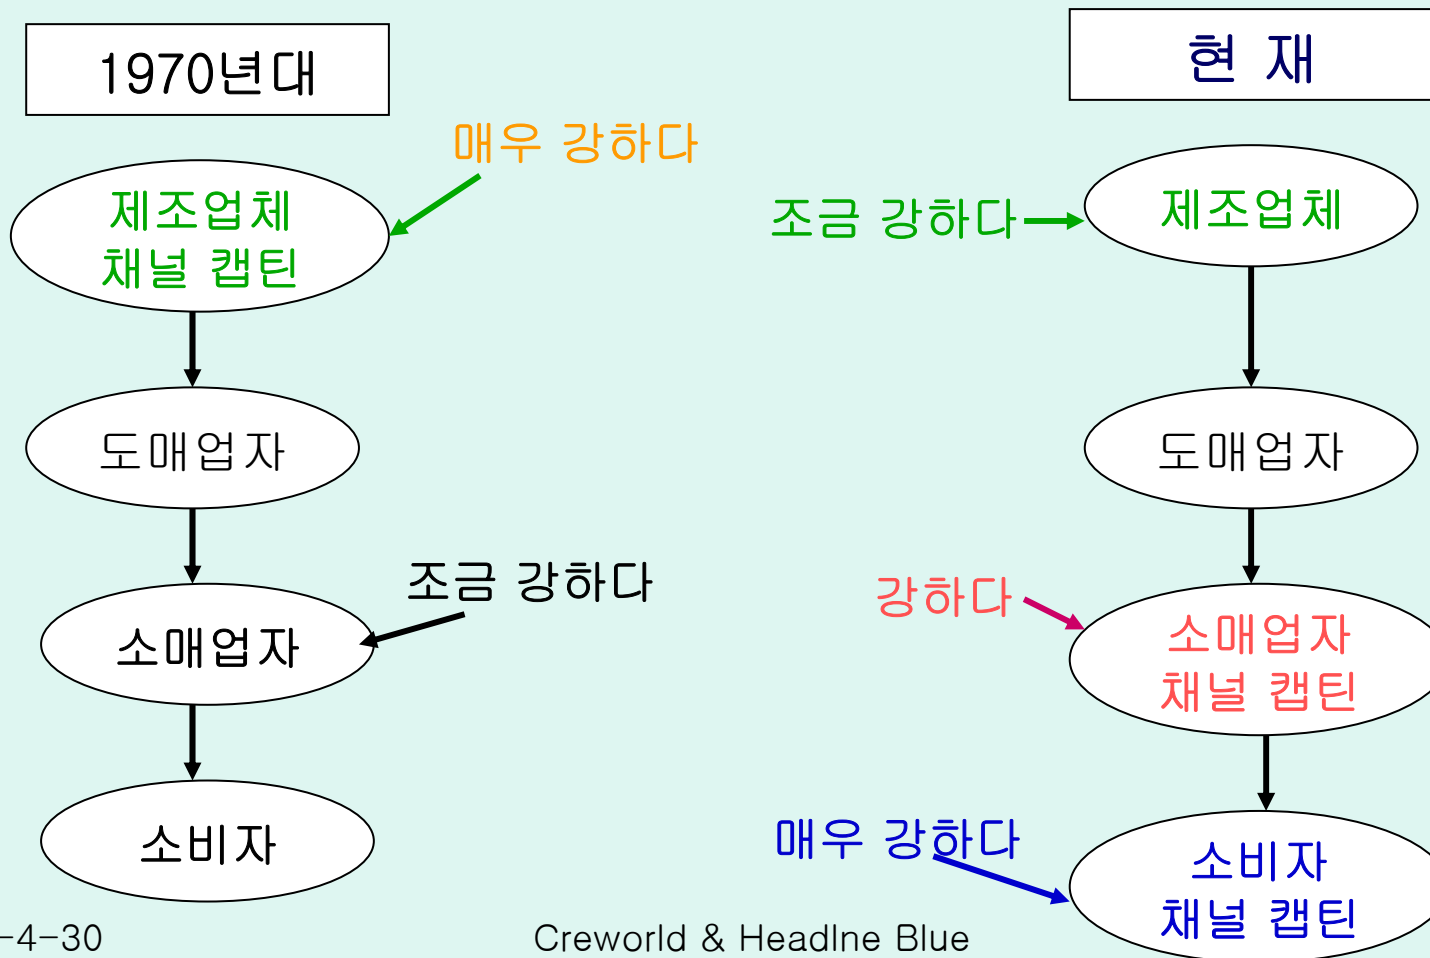 1970년대
현 재
매우 강하다
제조업체
채널 캡틴
조금 강하다
제조업체
도매업자
도매업자
조금 강하다
강하다
소매업자
소매업자
채널 캡틴
매우 강하다
소비자
소비자
채널 캡틴
-4-30
Creworld & Headlne Blue